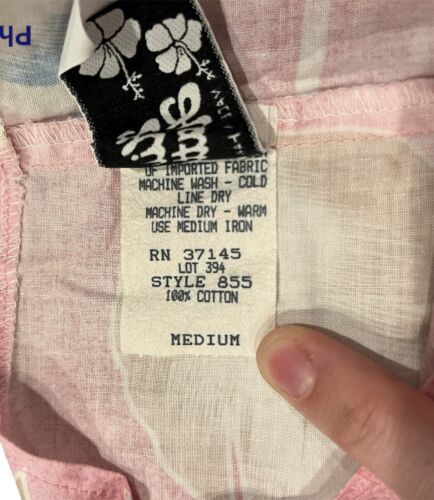 Ph
OF IMPORTED FABRIC
MACHINE WASH - COLD
LINE DRY
MACHINE DRY - WARM
USE MEDIUM IRON
RN 37145
LOT 394
STYLE 855
100% COTTON
MEDIUM